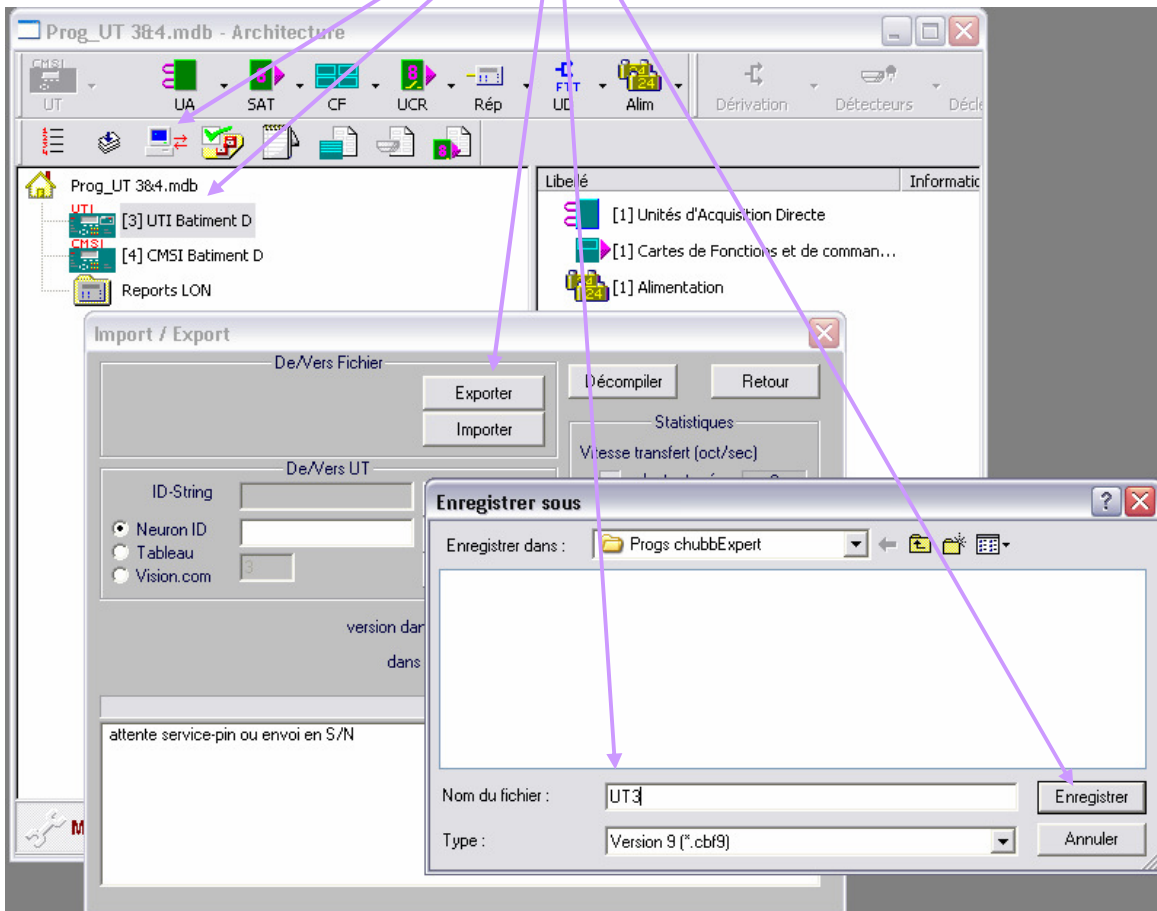 Prog_UT 3&4.mdb - Architecture
CMSI
UT
UA
SAT
CF
UCR
Rép
FTT
UD
Alim
Dérivation
Détecteurs
Prog_UT 3&4.mdb
UTI
[3] UTI Batiment D
CMSI
[4] CMSI Batiment D
Reports LON
Libellé
[1] Unités d'Acquisition Directe
[1] Cartes de Fonctions et de comman...
[1] Alimentation
Import / Export
De/Vers Fichier
Exporter
Importer
Décompiler
Retour
Statistiques
Vitesse transfert (oct/sec)
De/Vers UT
ID-String
Neuron ID
Tableau
Vision.com
3
version dan
dans
attente service-pin ou envoi en S/N
M
Enregistrer sous
Enregistrer dans :
Progs chubbExpert
Nom du fichier :
UT3
Enregistrer
Type :
Version 9 (*.cbf9)
Annuler